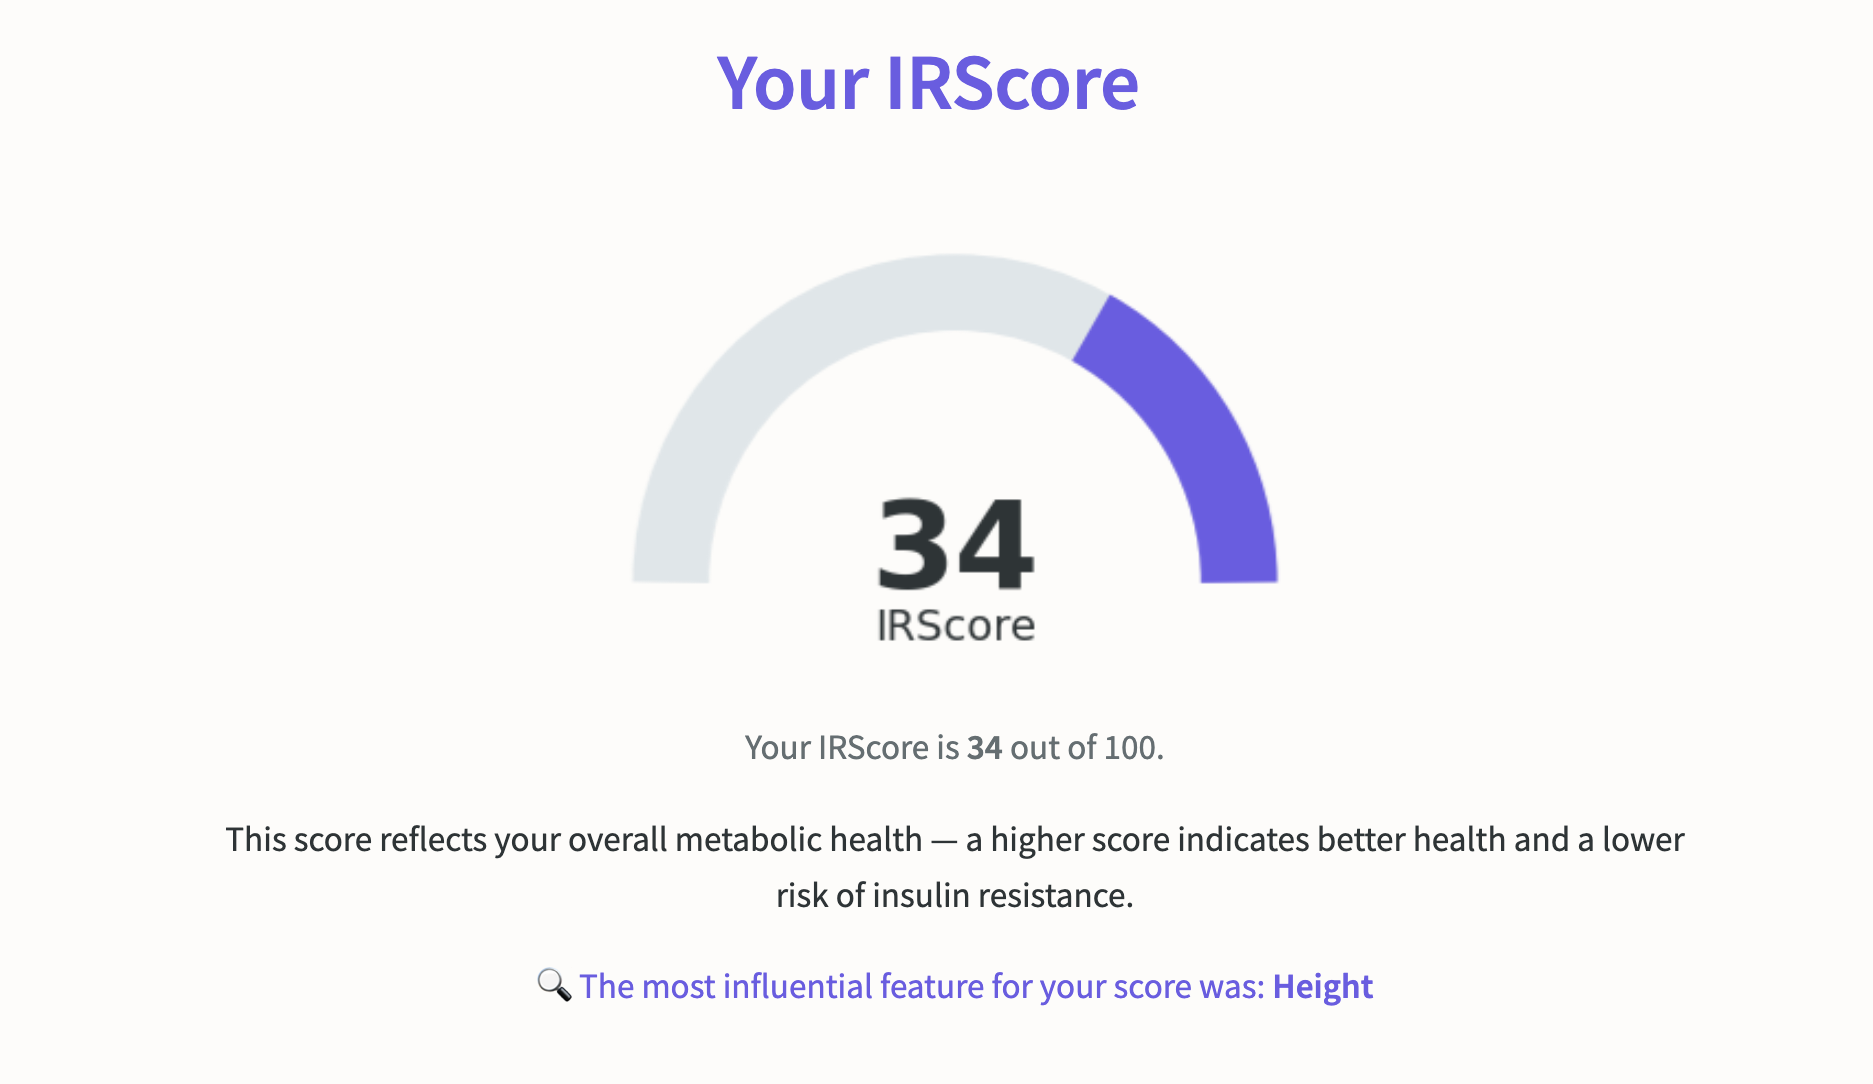 Your IRScore
34
IRScore
Your IRScore is 34 out of 100.
This score reflects your overall metabolic health — a higher score indicates better health and a lower
risk of insulin resistance.
🔍 The most influential feature for your score was: Height